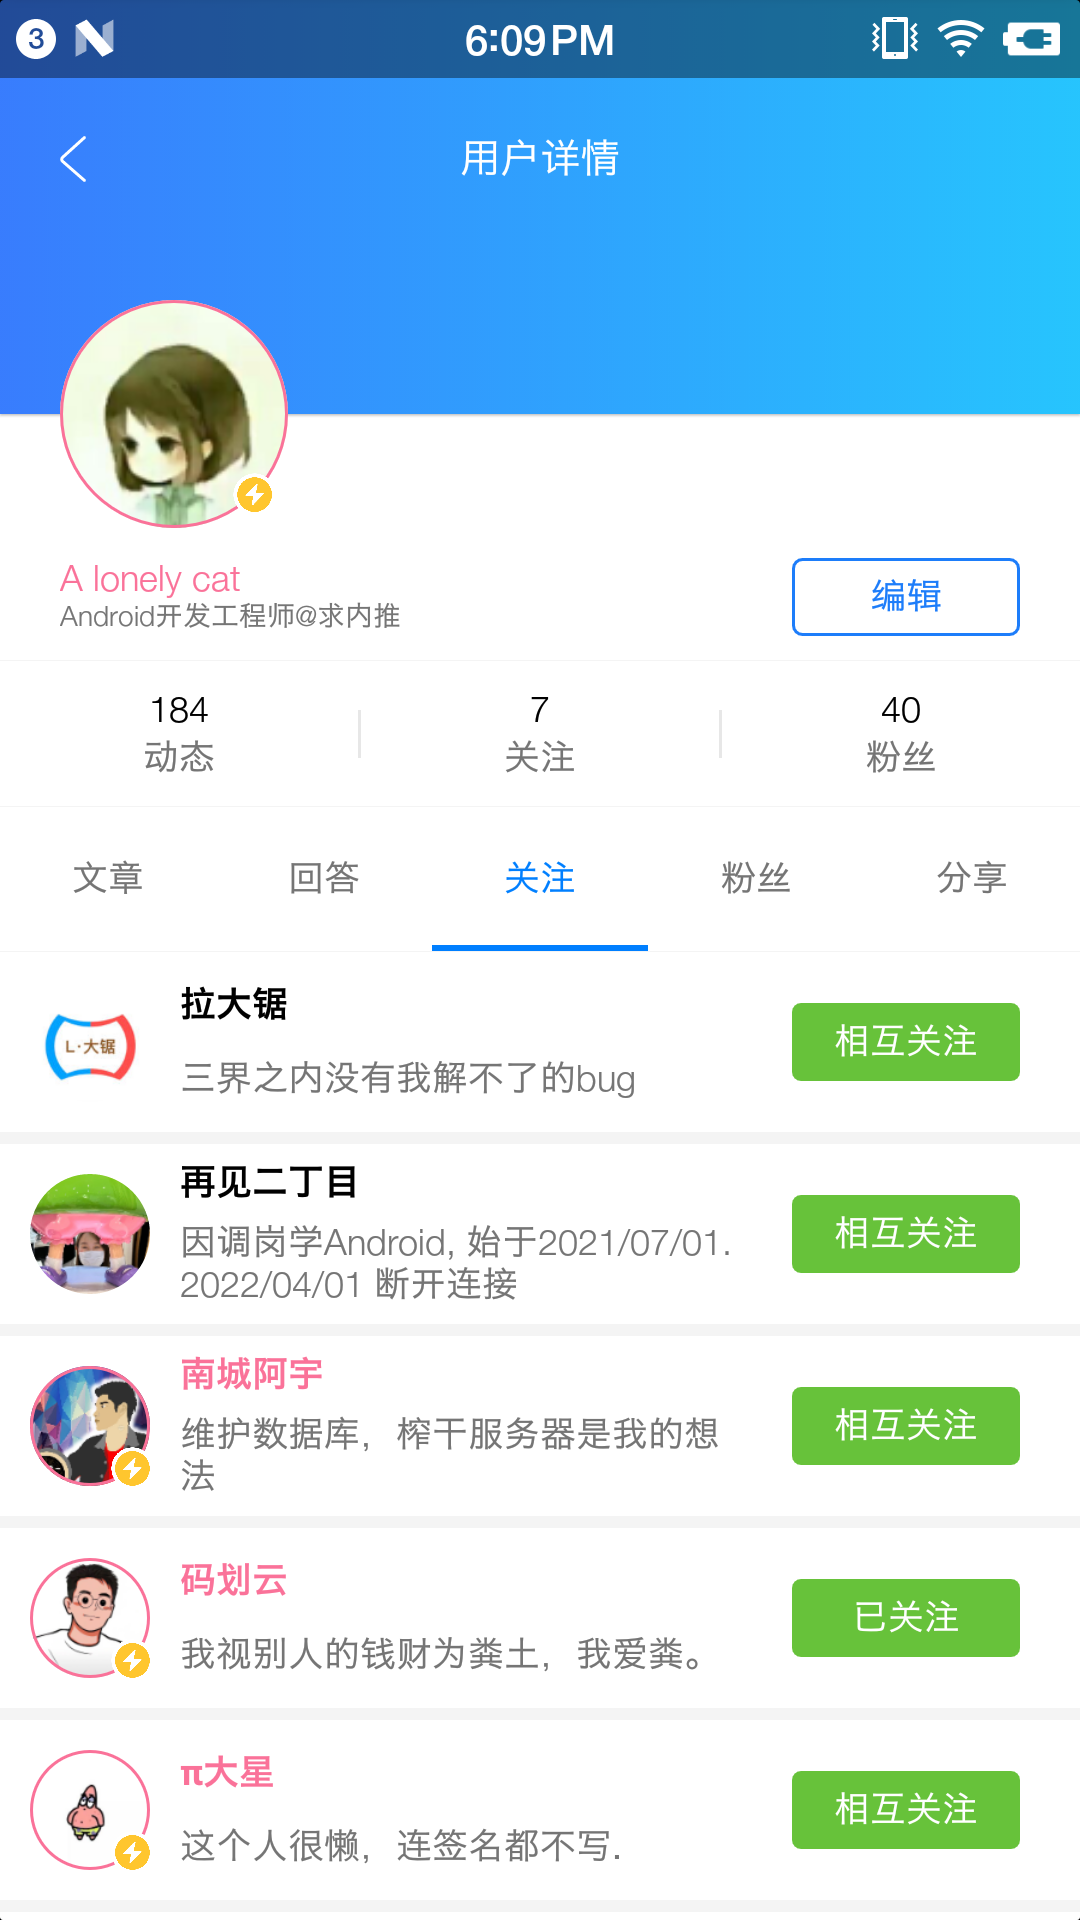 3
6:09PM
用户详情
A lonely cat
Android开发工程师@求内推
编辑
184
动态
7
关注
40
粉丝
文章
回答
关注
粉丝
分享
L·大锯
拉大锯
三界之内没有我解不了的bug
相互关注
再见二丁目
因调岗学Android, 始于2021/07/01.
2022/04/01 断开连接
相互关注
南城阿宇
维护数据库，榨干服务器是我的想
法
相互关注
码划云
我视别人的钱财为粪土，我爱粪。
已关注
π大星
这个人很懒，连签名都不写.
相互关注